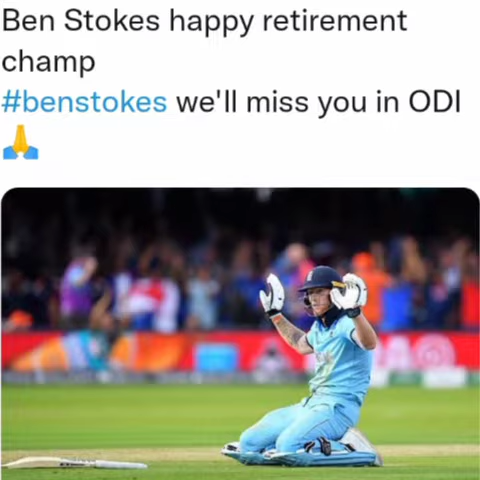 Ben Stokes happy retirement
champ
#benstokes we'll miss you in ODI
🙏